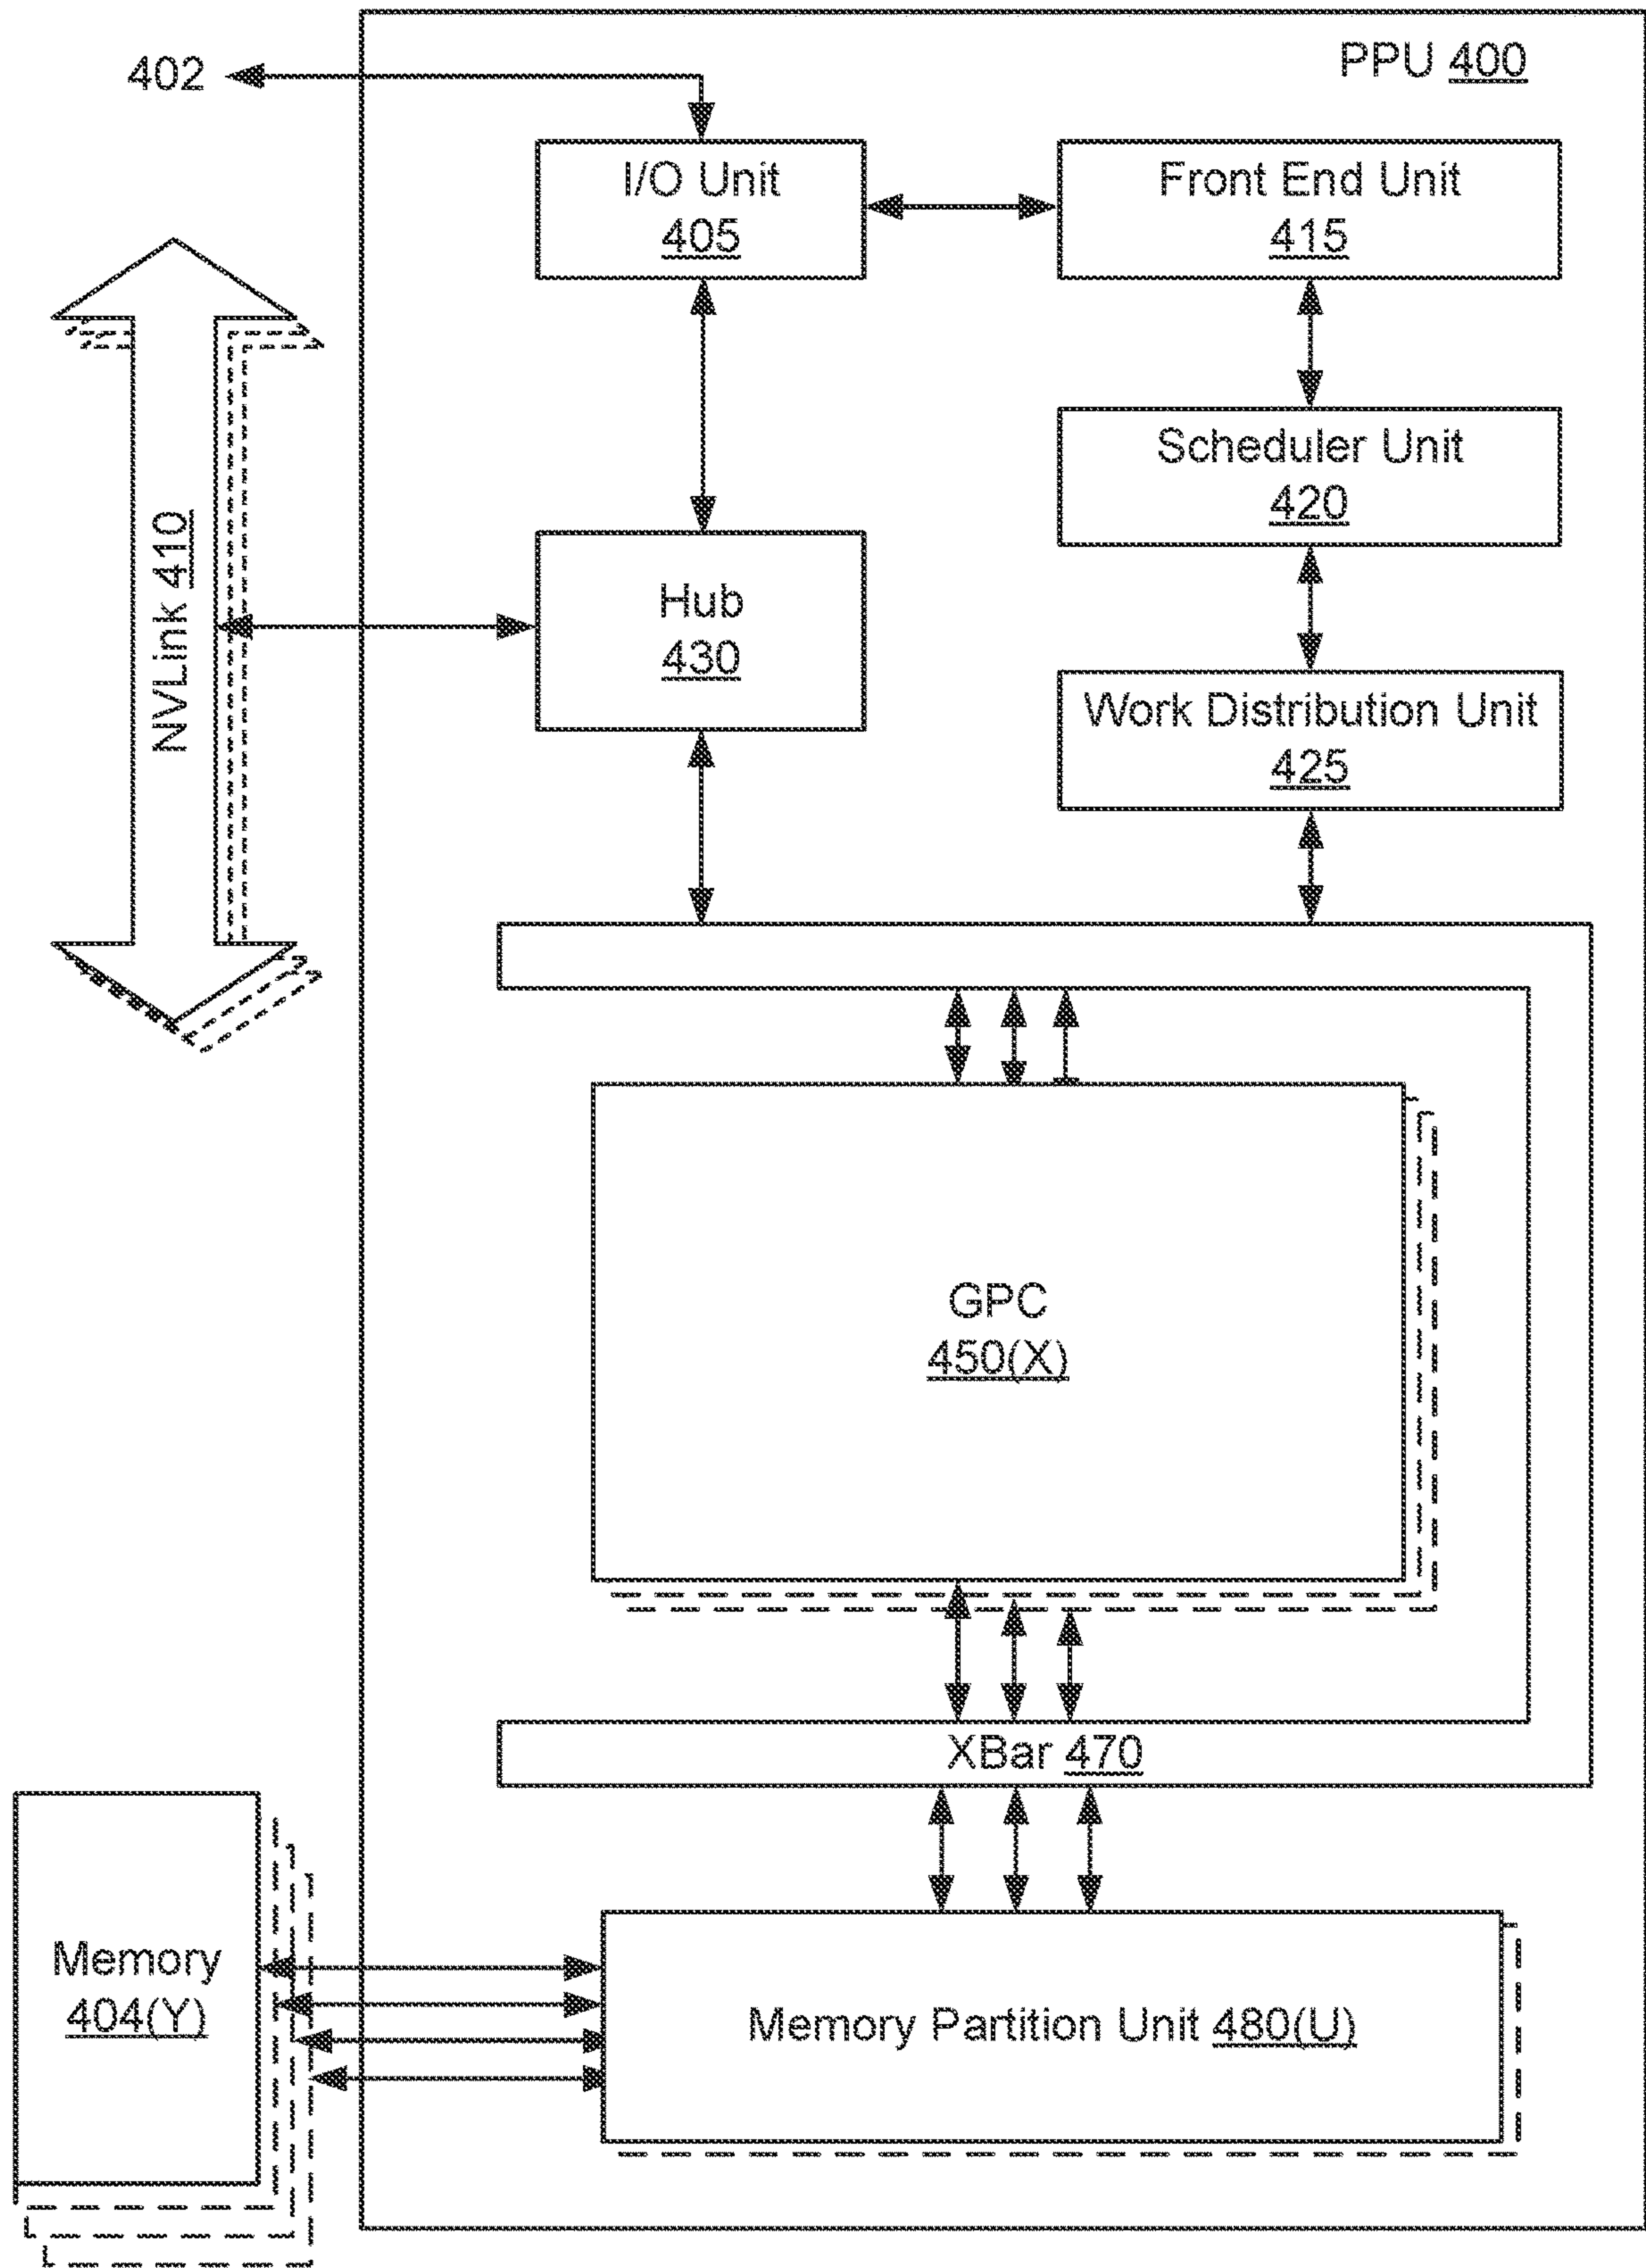 PPU 400
402
I/O Unit
405
Front End Unit
415
Scheduler Unit
420
NVLink 410
Hub
430
Work Distribution Unit
425
GPC
450(X)
XBar 470
Memory
404(Y)
Memory Partition Unit 480(U)